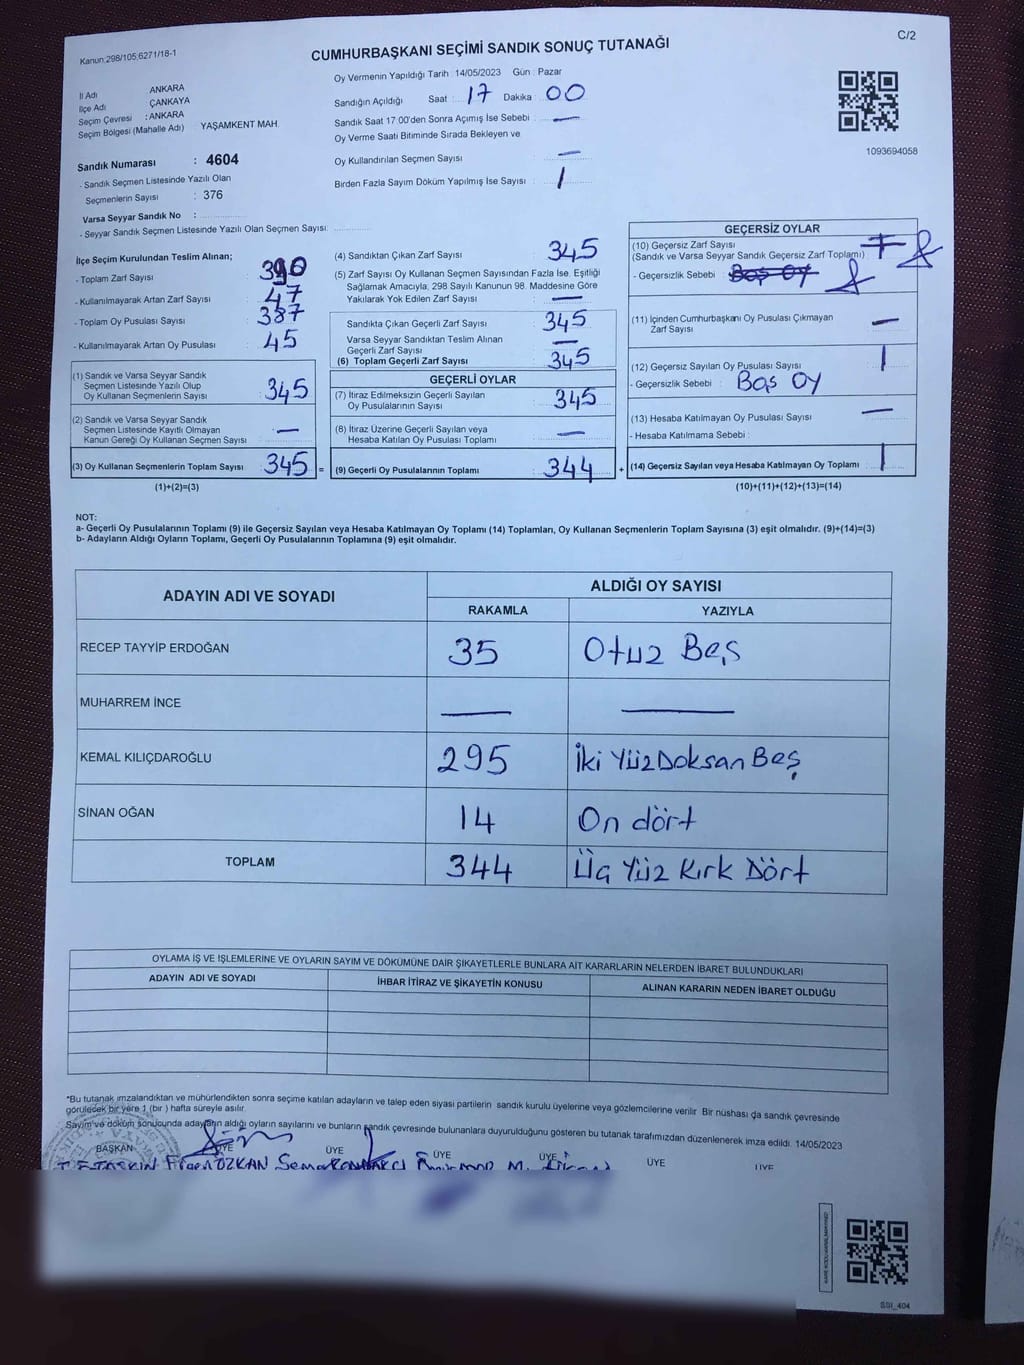 Kanun:298/105;6271/18-1
C/2
CUMHURBAŞKANI SEÇİMİ SANDIK SONUÇ TUTANAĞI
İl Adı ANKARA
İlçe Adı ÇANKAYA
Seçim Çevresi : ANKARA
Seçim Bölgesi (Mahalle Adı) YAŞAMKENT MAH.
Sandık Numarası : 4604
- Sandık Seçmen Listesinde Yazılı Olan
Seçmenlerin Sayısı : 376
Varsa Seyyar Sandık No :
- Seyyar Sandık Seçmen Listesinde Yazılı Olan Seçmen Sayısı:
Oy Vermenin Yapıldığı Tarih : 14/05/2023 Gün : Pazar
Sandığın Açıldığı Saat : 17 Dakika : 00
Sandık Saat 17.00'den Sonra Açımış İse Sebebi : —
Oy Verme Saati Bitiminde Sırada Bekleyen ve
Oy Kullandırılan Seçmen Sayısı : —
Birden Fazla Sayım Döküm Yapılmış İse Sayısı : 1
1093694058
İlçe Seçim Kurulundan Teslim Alınan;
- Toplam Zarf Sayısı : 390
- Kullanılmayarak Artan Zarf Sayısı : 47
- Toplam Oy Pusulası Sayısı : 387
- Kullanılmayarak Artan Oy Pusulası : 45
(1) Sandık ve Varsa Seyyar Sandık
Seçmen Listesinde Yazılı Olup
Oy Kullanan Seçmenlerin Sayısı : 345
(2) Sandık ve Varsa Seyyar Sandık
Seçmen Listesinde Kayıtlı Olmayan
Kanun Gereği Oy Kullanan Seçmen Sayısı : —
(3) Oy Kullanan Seçmenlerin Toplam Sayısı : 345 =
(1)+(2)=(3)
(4) Sandıktan Çıkan Zarf Sayısı : 345
(5) Zarf Sayısı Oy Kullanan Seçmen Sayısından Fazla İse, Eşitliği
Sağlamak Amacıyla, 298 Sayılı Kanunun 98. Maddesine Göre
Yakılarak Yok Edilen Zarf Sayısı : —
Sandıkta Çıkan Geçerli Zarf Sayısı : 345
Varsa Seyyar Sandıktan Teslim Alınan
Geçerli Zarf Sayısı : —
(6) Toplam Geçerli Zarf Sayısı : 345
GEÇERLİ OYLAR
(7) İtiraz Edilmeksizin Geçerli Sayılan
Oy Pusulalarının Sayısı : 345
(8) İtiraz Üzerine Geçerli Sayılan veya
Hesaba Katılan Oy Pusulası Toplamı : —
(9) Geçerli Oy Pusulalarının Toplamı : 344 +
GEÇERSİZ OYLAR
(10) Geçersiz Zarf Sayısı
(Sandık ve Varsa Seyyar Sandık Geçersiz Zarf Toplamı) :
- Geçersizlik Sebebi : Boş Oy
(11) İçinden Cumhurbaşkanı Oy Pusulası Çıkmayan
Zarf Sayısı : —
(12) Geçersiz Sayılan Oy Pusulası Sayısı : 1
- Geçersizlik Sebebi : Boş Oy
(13) Hesaba Katılmayan Oy Pusulası Sayısı : —
- Hesaba Katılmama Sebebi :
(14) Geçersiz Sayılan veya Hesaba Katılmayan Oy Toplamı : 1
(10)+(11)+(12)+(13)=(14)
NOT:
a- Geçerli Oy Pusulalarının Toplamı (9) ile Geçersiz Sayılan veya Hesaba Katılmayan Oy Toplamı (14) Toplamları, Oy Kullanan Seçmenlerin Toplam Sayısına (3) eşit olmalıdır. (9)+(14)=(3)
b- Adayların Aldığı Oyların Toplamı, Geçerli Oy Pusulalarının Toplamına (9) eşit olmalıdır.
ADAYIN ADI VE SOYADI ALDIĞI OY SAYISI
RAKAMLA YAZIYLA
RECEP TAYYİP ERDOĞAN 35 Otuz Beş
MUHARREM İNCE — —
KEMAL KILIÇDAROĞLU 295 İki Yüz Doksan Beş
SİNAN OĞAN 14 On dört
TOPLAM 344 Üç Yüz Kırk Dört
OYLAMA İŞ VE İŞLEMLERİNE VE OYLARIN SAYIM VE DÖKÜMÜNE DAİR ŞİKAYETLERLE BUNLARA AİT KARARLARIN NELERDEN İBARET BULUNDUKLARI
ADAYIN ADI VE SOYADI İHBAR İTİRAZ VE ŞİKAYETİN KONUSU ALINAN KARARIN NEDEN İBARET OLDUĞU
*Bu tutanak imzalandıktan ve mühürlendikten sonra seçime katılan adayların ve talep eden siyasi partilerin sandık kurulu üyelerine veya gözlemcilerine verilir. Bir nüshası da sandık çevresinde
görülecek bir yere 1 (bir) hafta süreyle asılır.
Sayım ve döküm sonucunda adayların aldığı oyların sayılarını ve bunların sandık çevresinde bulunanlara duyurulduğunu gösteren bu tutanak tarafımızdan düzenlenerek imza edildi. 14/05/2023
BAŞKAN ÜYE ÜYE ÜYE ÜYE ÜYE ÜYE
ÖZKAN
SSİ_404